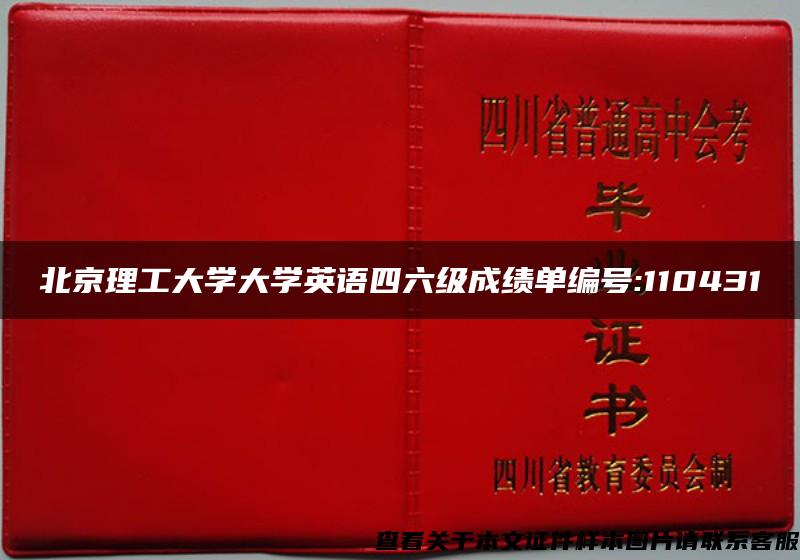 四川省普通高中会考
毕
北京理工大学大学英语四六级成绩单编号:110431
业
证
书
四川省教育委员会制
查看关于本文证件样本图片请联系客服